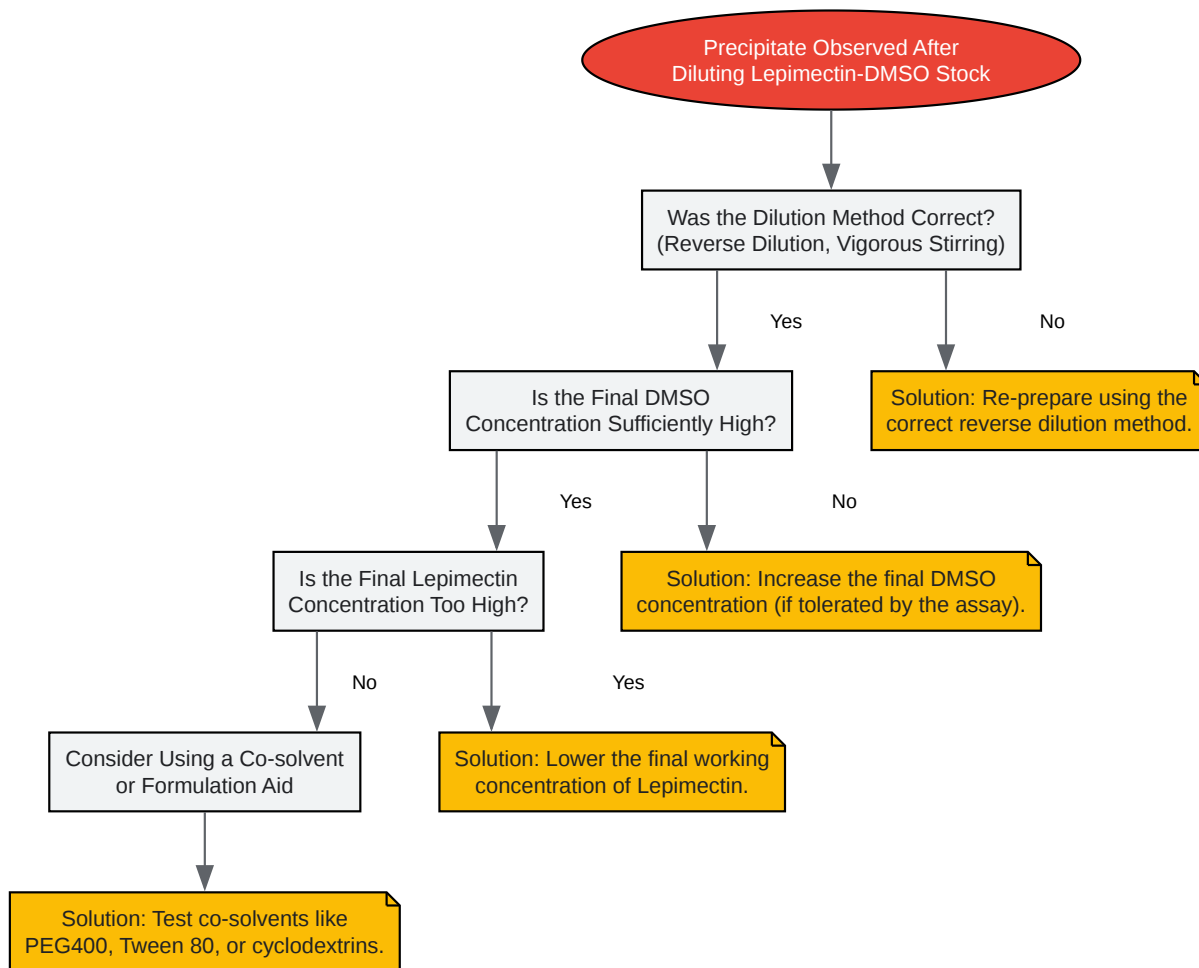 Precipitate Observed After
Diluting Lepimectin-DMSO Stock
Was the Dilution Method Correct?
(Reverse Dilution, Vigorous Stirring)
Yes
No
Is the Final DMSO
Concentration Sufficiently High?
Solution: Re-prepare using the
correct reverse dilution method.
Yes
No
Is the Final Lepimectin
Concentration Too High?
Solution: Increase the final DMSO
concentration (if tolerated by the assay).
No
Yes
Consider Using a Co-solvent
or Formulation Aid
Solution: Lower the final working
concentration of Lepimectin.
Solution: Test co-solvents like
PEG400, Tween 80, or cyclodextrins.